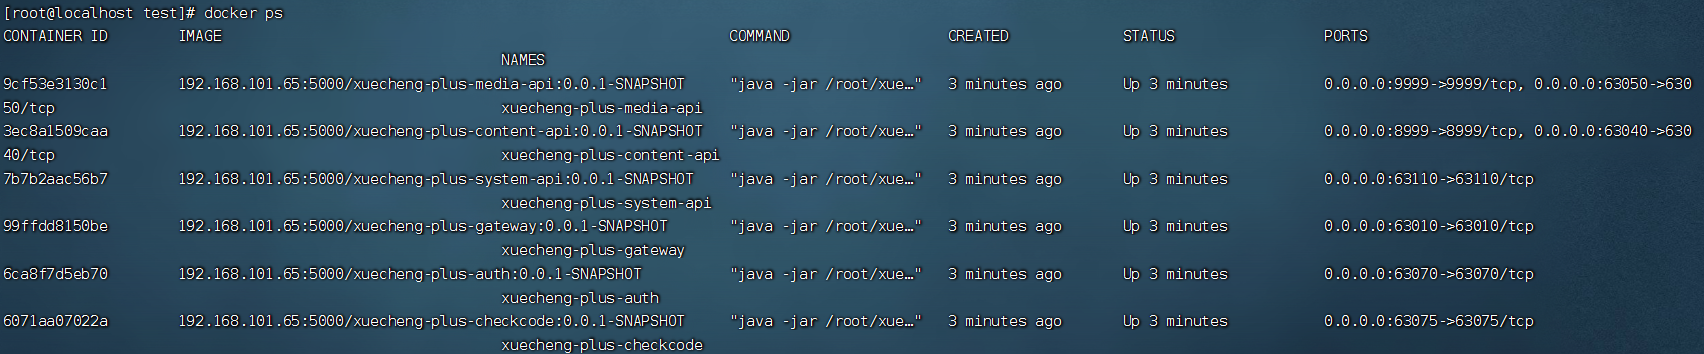 [root@localhost test]# docker ps
CONTAINER ID IMAGE COMMAND CREATED STATUS PORTS
NAMES
9cf53e3130c1 192.168.101.65:5000/xuecheng-plus-media-api:0.0.1-SNAPSHOT "java -jar /root/xue…" 3 minutes ago Up 3 minutes 0.0.0.0:9999->9999/tcp, 0.0.0.0:63050->630
50/tcp xuecheng-plus-media-api
3ec8a1509caa 192.168.101.65:5000/xuecheng-plus-content-api:0.0.1-SNAPSHOT "java -jar /root/xue…" 3 minutes ago Up 3 minutes 0.0.0.0:8999->8999/tcp, 0.0.0.0:63040->630
40/tcp xuecheng-plus-content-api
7b7b2aac56b7 192.168.101.65:5000/xuecheng-plus-system-api:0.0.1-SNAPSHOT "java -jar /root/xue…" 3 minutes ago Up 3 minutes 0.0.0.0:63110->63110/tcp
xuecheng-plus-system-api
99ffdd8150be 192.168.101.65:5000/xuecheng-plus-gateway:0.0.1-SNAPSHOT "java -jar /root/xue…" 3 minutes ago Up 3 minutes 0.0.0.0:63010->63010/tcp
xuecheng-plus-gateway
6ca8f7d5eb70 192.168.101.65:5000/xuecheng-plus-auth:0.0.1-SNAPSHOT "java -jar /root/xue…" 3 minutes ago Up 3 minutes 0.0.0.0:63070->63070/tcp
xuecheng-plus-auth
6071aa07022a 192.168.101.65:5000/xuecheng-plus-checkcode:0.0.1-SNAPSHOT "java -jar /root/xue…" 3 minutes ago Up 3 minutes 0.0.0.0:63075->63075/tcp
xuecheng-plus-checkcode